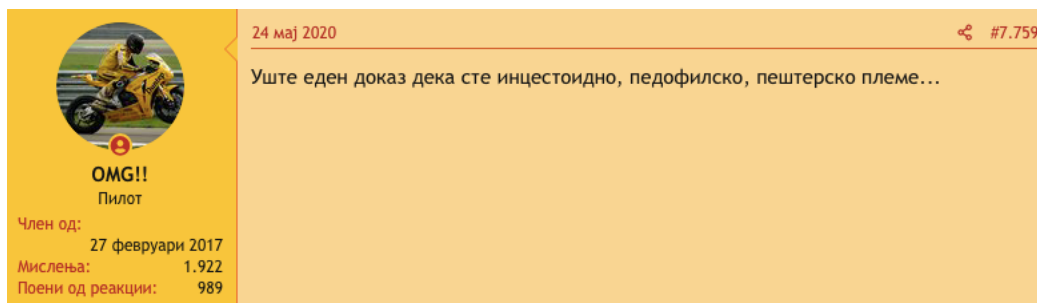 24 мај 2020
#7.759
Уште еден доказ дека сте инцестоидно, педофилско, пештерско племе...
OMG!!
Пилот
Член од:
27 февруари 2017
Мислења: 1.922
Поени од реакции: 989